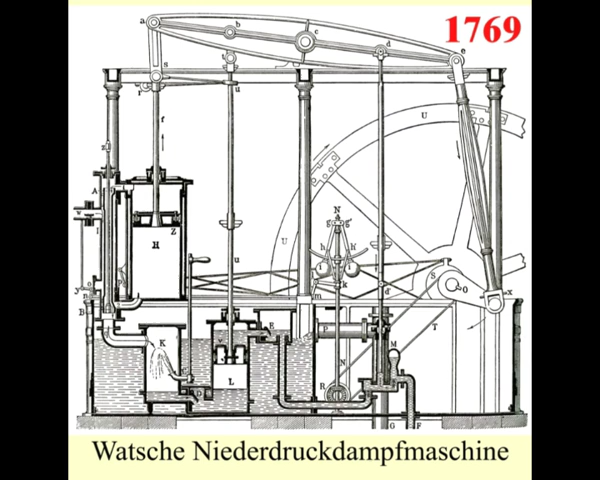 1769
a b c d e
s t
r u
f
U
A
w H Z
N
g g'
U h h'
l i
k
u
y o p
n m d' S O x
B
E P T
K v M
L N
C D R
G F
Watsche Niederdruckdampfmaschine